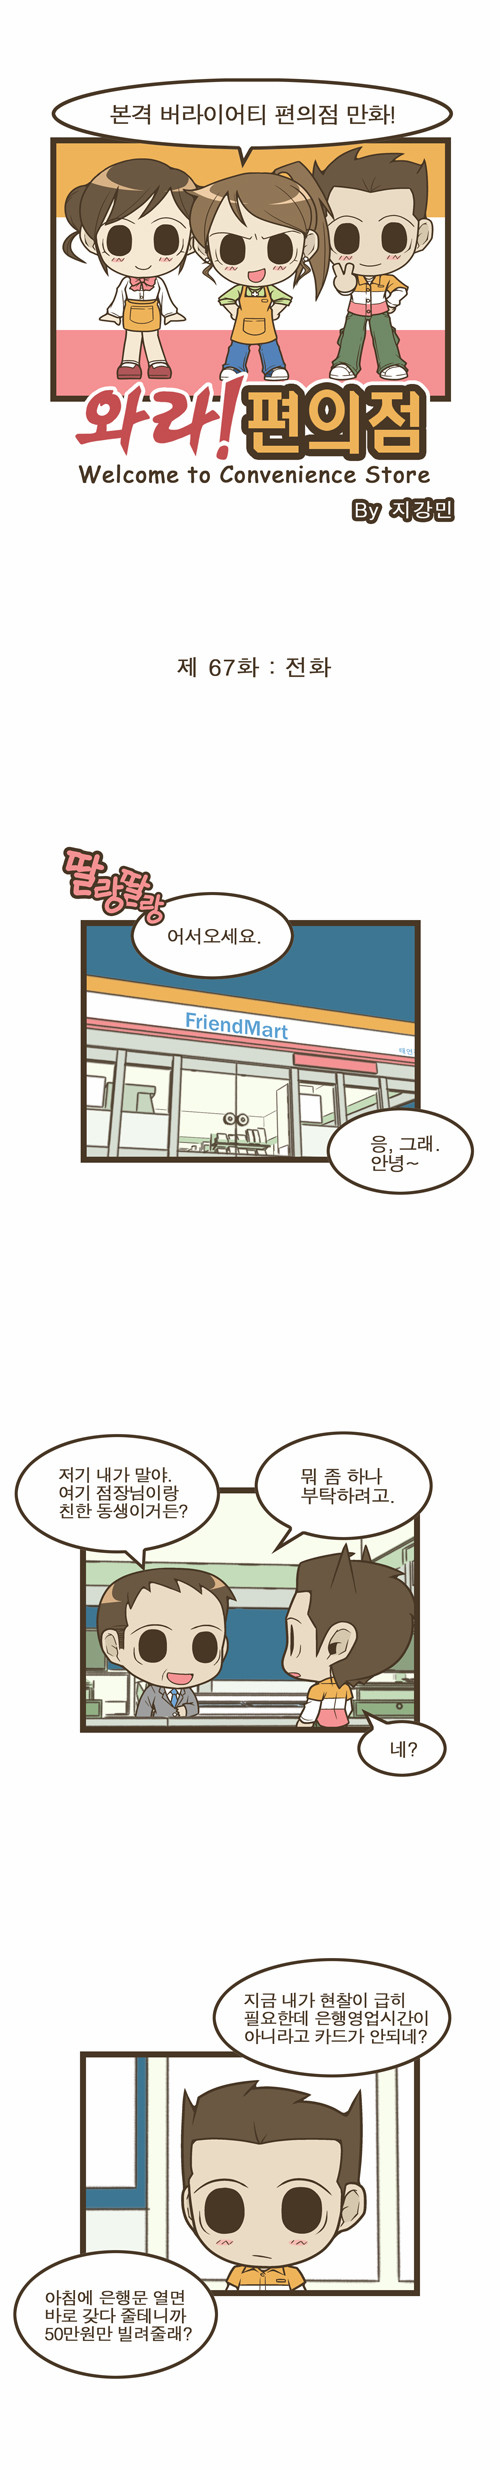 본격 버라이어티 편의점 만화!
와라! 편의점
Welcome to Convenience Store
By 지강민
제 67화 : 전화
딸랑딸랑
어서오세요.
FriendMart
응, 그래.
안녕~
저기 내가 말야.
여기 점장님이랑
친한 동생이거든?
뭐 좀 하나
부탁하려고.
네?
지금 내가 현찰이 급히
필요한데 은행영업시간이
아니라고 카드가 안되네?
아침에 은행문 열면
바로 갖다 줄테니까
50만원만 빌려줄래?